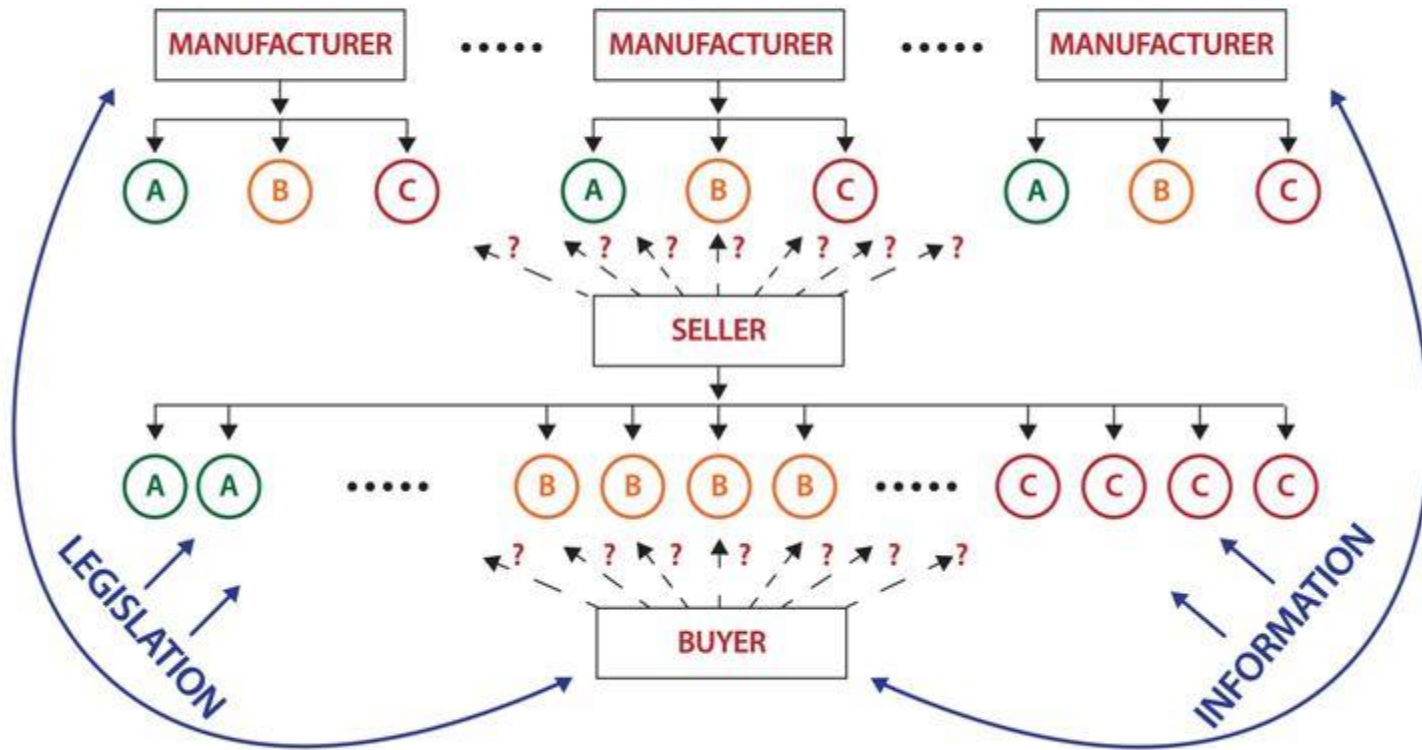 MANUFACTURER ..... MANUFACTURER ..... MANUFACTURER
A B C A B C A B C
? ? ? ? ? ? ?
SELLER
A A ..... B B B B ..... C C C C
? ? ? ? ? ? ?
LEGISLATION
INFORMATION
BUYER